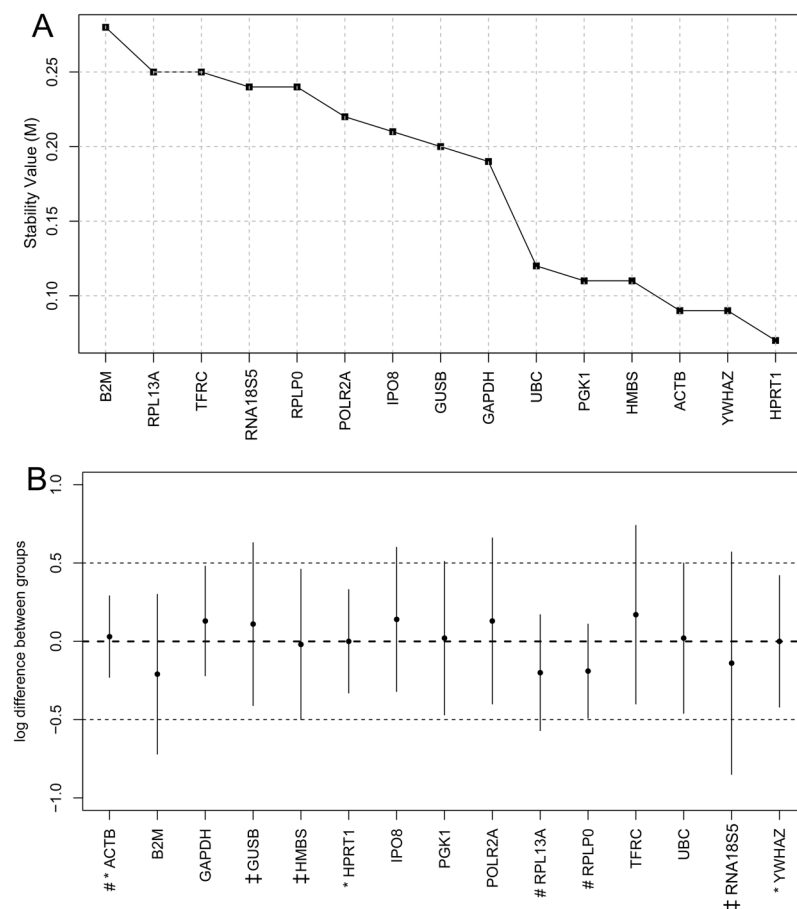 A
Stability Value (M)
0.25
0.20
0.15
0.10
B2M
RPL13A
TFRC
RNA18S5
RPLP0
POLR2A
IPO8
GUSB
GAPDH
UBC
PGK1
HMBS
ACTB
YWHAZ
HPRT1
B
log difference between groups
1.0
0.5
0.0
−0.5
−1.0
# * ACTB
B2M
GAPDH
‡ GUSB
‡HMBS
* HPRT1
IPO8
PGK1
POLR2A
# RPL13A
# RPLP0
TFRC
UBC
‡ RNA18S5
* YWHAZ